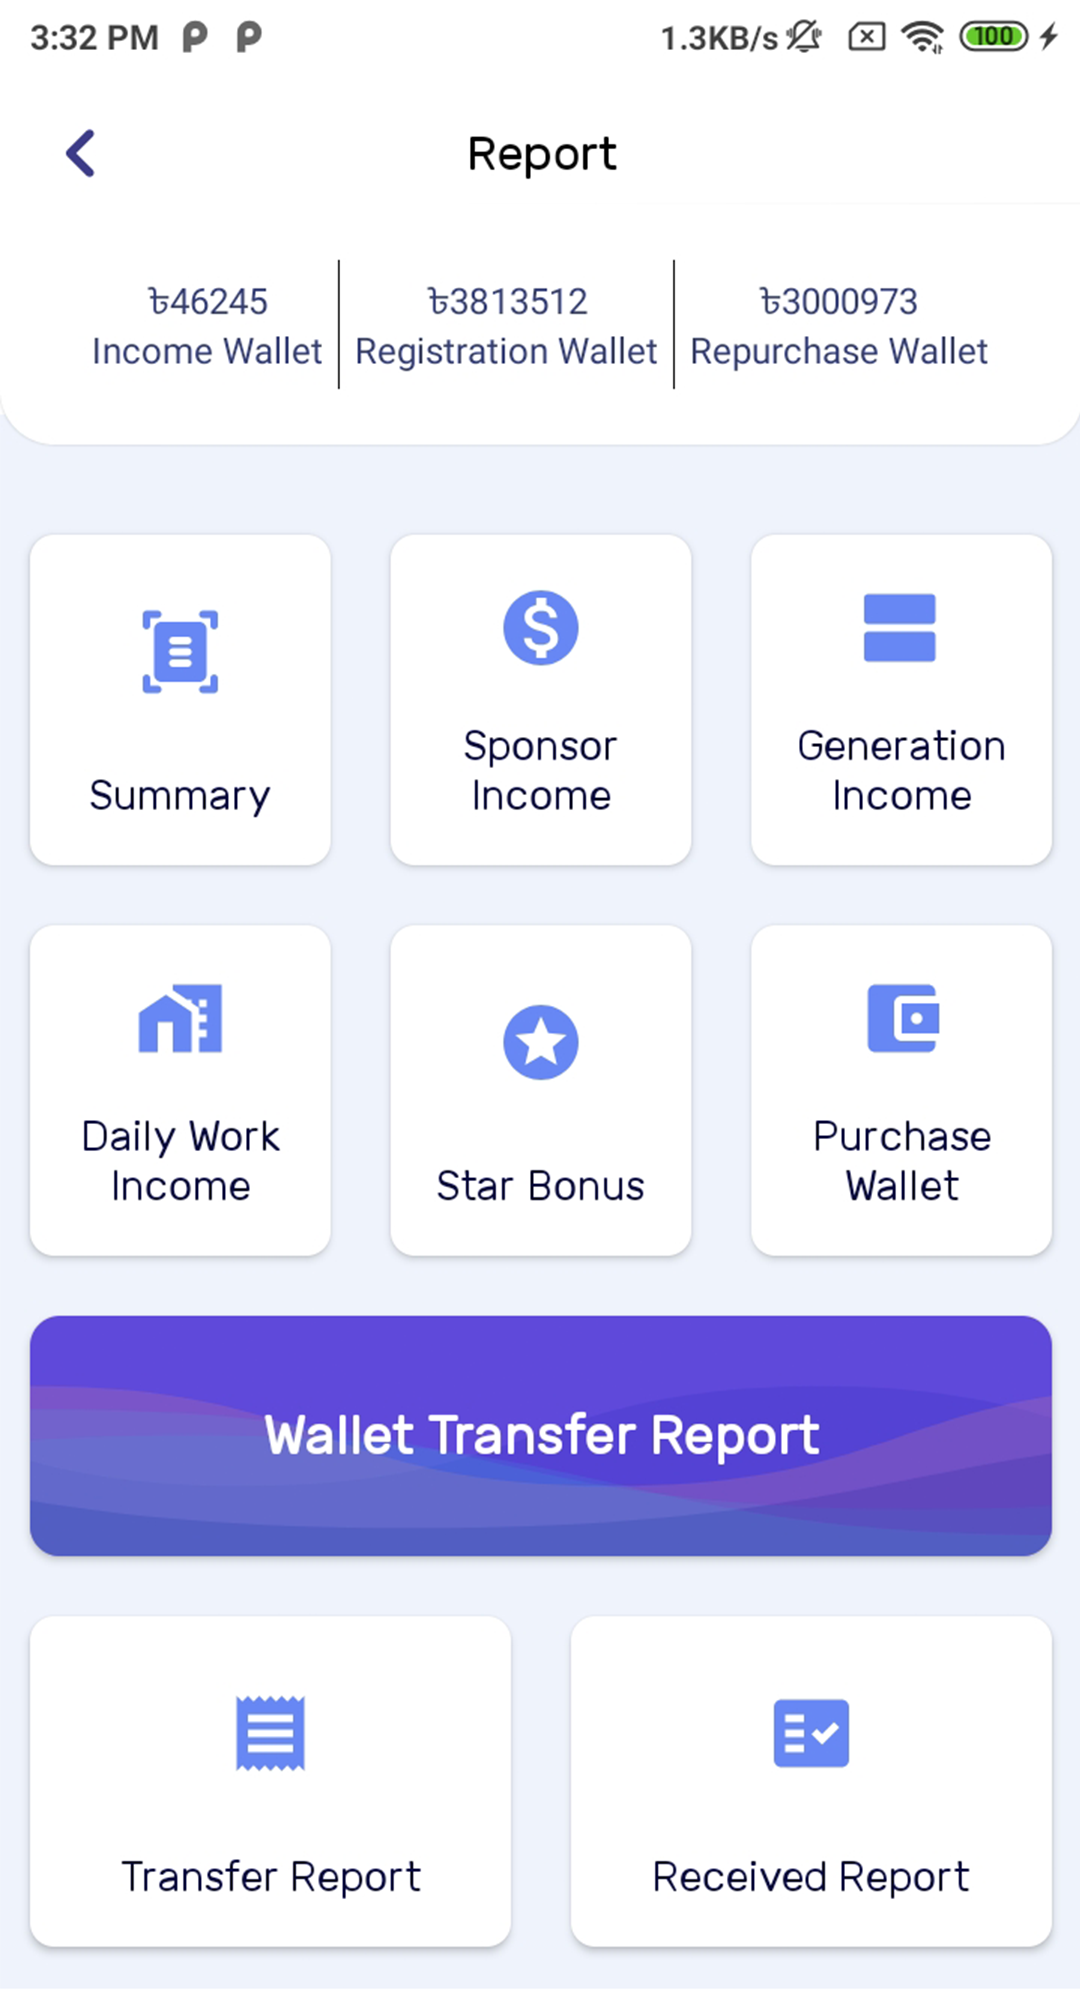 3:32 PM 1.3KB/s 100
Report
৳46245 ৳3813512 ৳3000973
Income Wallet Registration Wallet Repurchase Wallet
Summary
Sponsor
Income
Generation
Income
Daily Work
Income
Star Bonus
Purchase
Wallet
Wallet Transfer Report
Transfer Report
Received Report